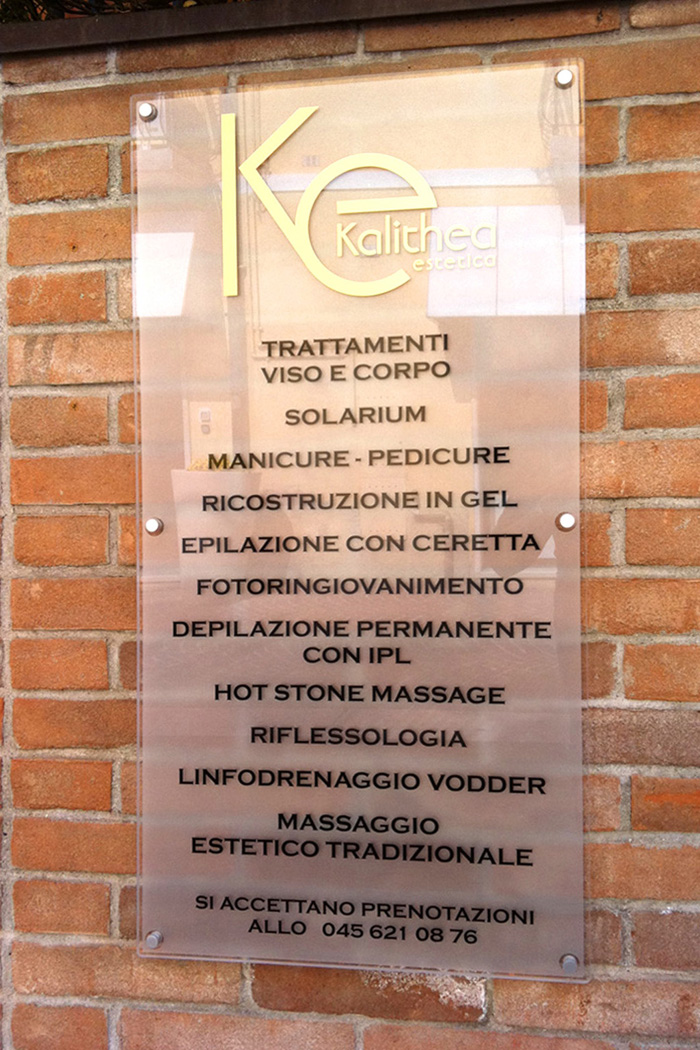 Ke
Kalithea
estetica
TRATTAMENTI
VISO E CORPO
SOLARIUM
MANICURE - PEDICURE
RICOSTRUZIONE IN GEL
EPILAZIONE CON CERETTA
FOTORINGIOVANIMENTO
DEPILAZIONE PERMANENTE
CON IPL
HOT STONE MASSAGE
RIFLESSOLOGIA
LINFODRENAGGIO VODDER
MASSAGGIO
ESTETICO TRADIZIONALE
SI ACCETTANO PRENOTAZIONI
ALLO 045 621 08 76